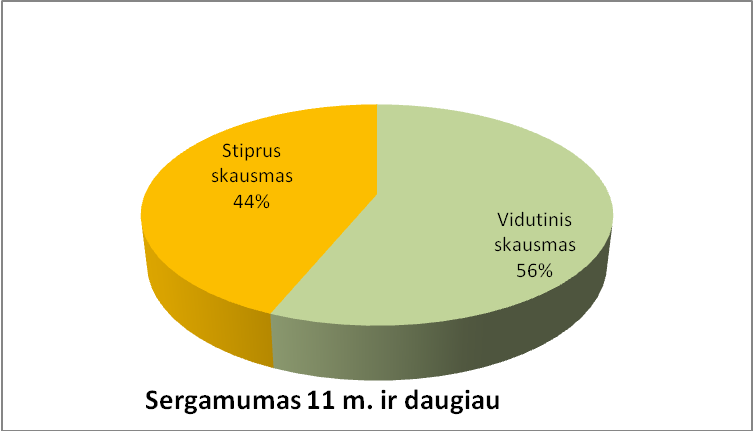 Stiprus
skausmas
44%
Vidutinis
skausmas
56%
Sergamumas 11 m. ir daugiau